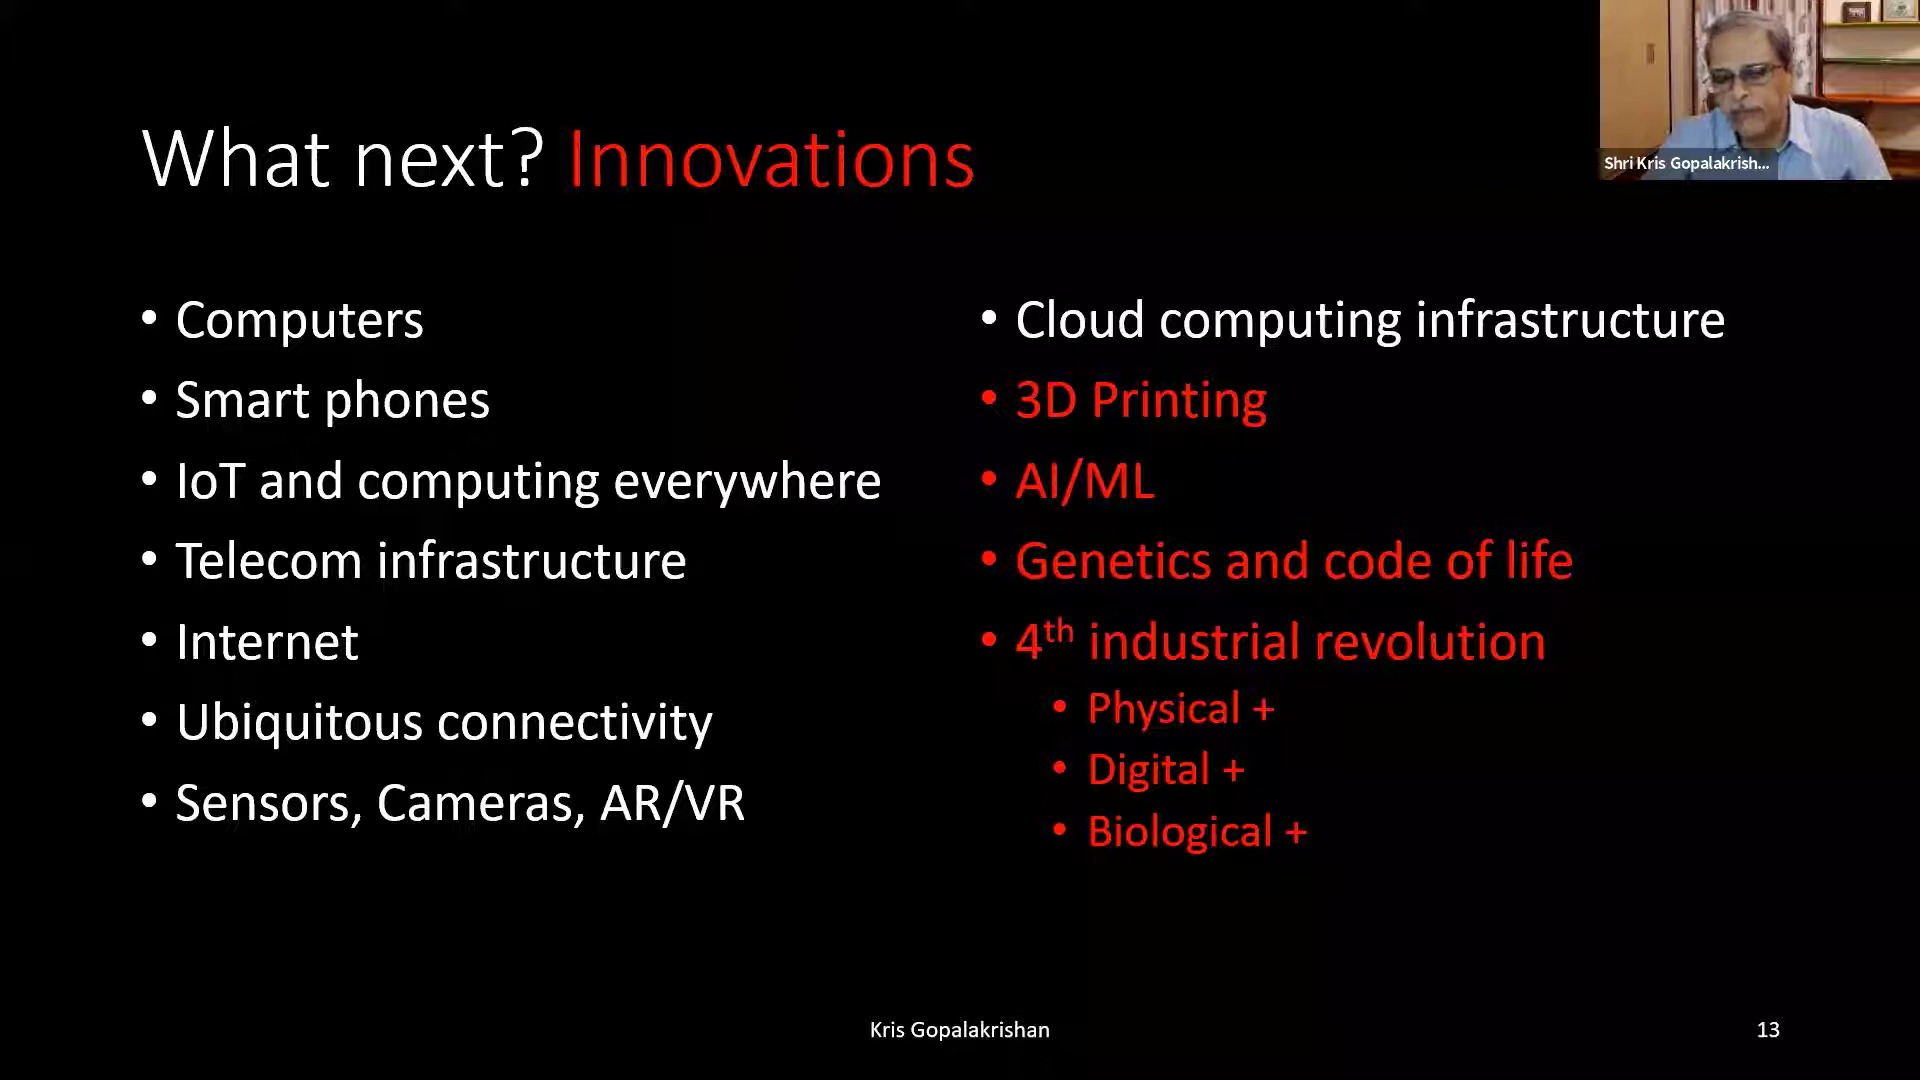 What next? Innovations
Shri Kris Gopalakrish...
• Computers
• Smart phones
• IoT and computing everywhere
• Telecom infrastructure
• Internet
• Ubiquitous connectivity
• Sensors, Cameras, AR/VR
• Cloud computing infrastructure
• 3D Printing
• AI/ML
• Genetics and code of life
• 4th industrial revolution
• Physical +
• Digital +
• Biological +
Kris Gopalakrishan
13